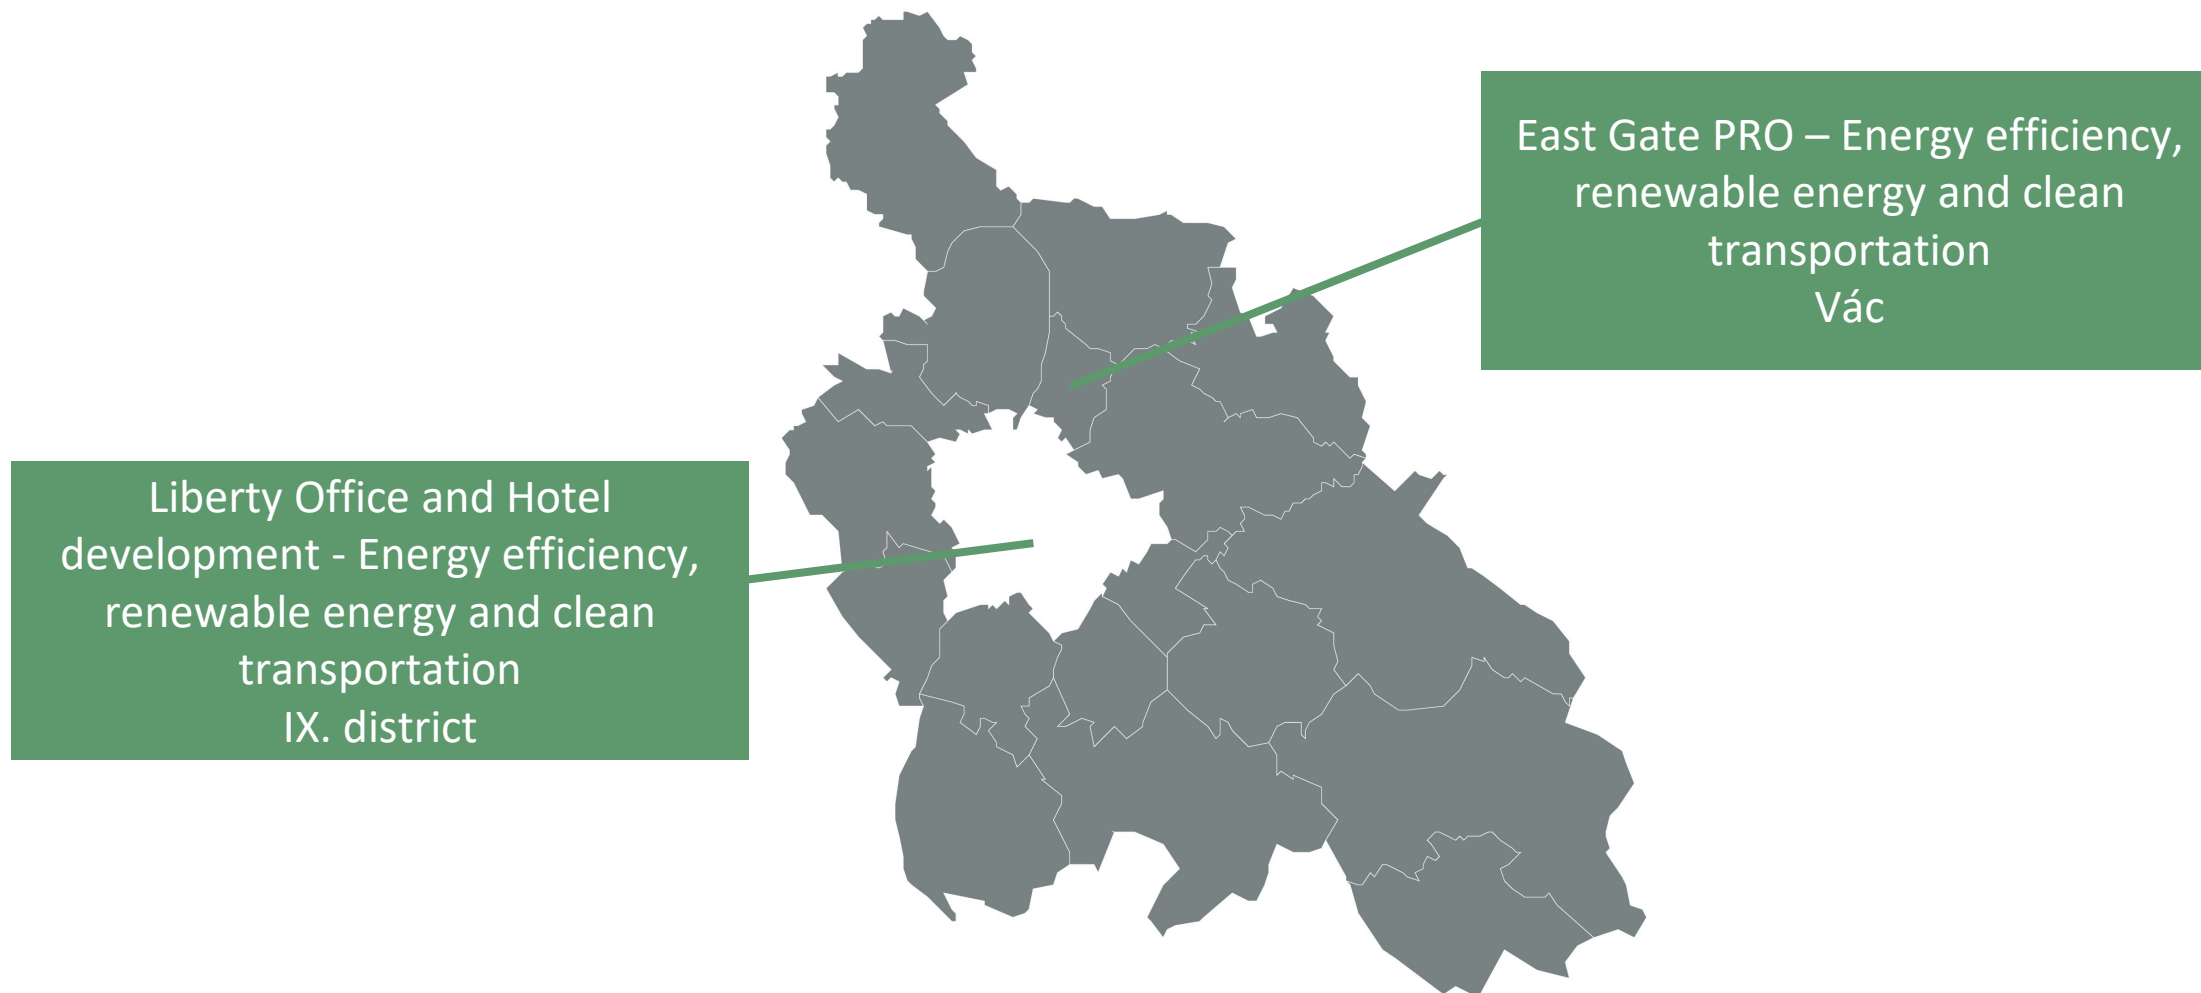 East Gate PRO – Energy efficiency,
renewable energy and clean
transportation
Vác
Liberty Office and Hotel
development - Energy efficiency,
renewable energy and clean
transportation
IX. district